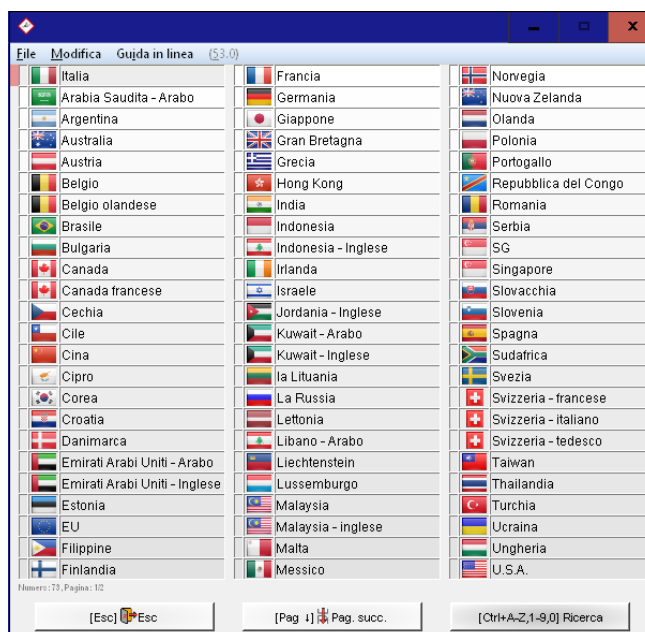 File Modifica Guida in linea (53.0)
Italia
Arabia Saudita - Arabo
Argentina
Australia
Austria
Belgio
Belgio olandese
Brasile
Bulgaria
Canada
Canada francese
Cechia
Cile
Cina
Cipro
Corea
Croatia
Danimarca
Emirati Arabi Uniti - Arabo
Emirati Arabi Uniti - Inglese
Estonia
EU
Filippine
Finlandia
Francia
Germania
Giappone
Gran Bretagna
Grecia
Hong Kong
India
Indonesia
Indonesia - Inglese
Irlanda
Israele
Jordania - Inglese
Kuwait - Arabo
Kuwait - Inglese
la Lituania
La Russia
Lettonia
Libano - Arabo
Liechtenstein
Lussemburgo
Malaysia
Malaysia - inglese
Malta
Messico
Norvegia
Nuova Zelanda
Olanda
Polonia
Portogallo
Repubblica del Congo
Romania
Serbia
SG
Singapore
Slovacchia
Slovenia
Spagna
Sudafrica
Svezia
Svizzera - francese
Svizzera - italiano
Svizzera - tedesco
Taiwan
Thailandia
Turchia
Ucraina
Ungheria
U.S.A.
Numero: 73, Pagina: 1/2
[Esc] Esc
[Pag ↓] Pag. succ.
[Ctrl+A-Z,1-9,0] Ricerca